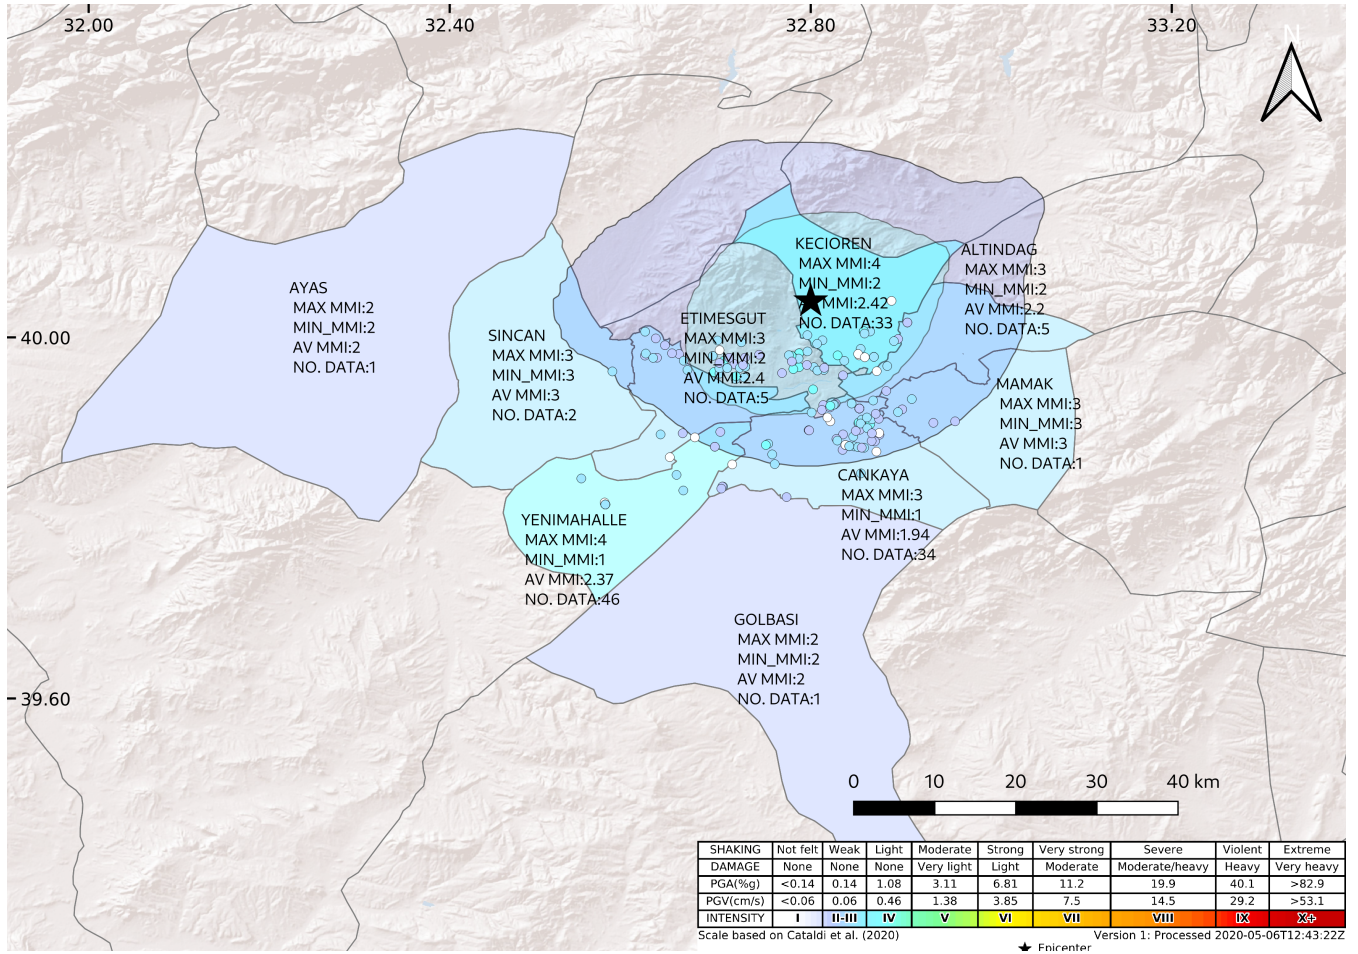 32.00 32.40 32.80 33.20
N
40.00
39.60
KECIOREN
MAX MMI:4
MIN_MMI:2
MMI:2.42
NO. DATA:33
ALTINDAG
MAX MMI:3
MIN_MMI:2
AV MMI:2.2
NO. DATA:5
AYAS
MAX MMI:2
MIN_MMI:2
AV MMI:2
NO. DATA:1
ETIMESGUT
MAX MMI:3
MIN_MMI:2
AV MMI:2.4
NO. DATA:5
SINCAN
MAX MMI:3
MIN_MMI:3
AV MMI:3
NO. DATA:2
MAMAK
MAX MMI:3
MIN_MMI:3
AV MMI:3
NO. DATA:1
CANKAYA
MAX MMI:3
MIN_MMI:1
AV MMI:1.94
NO. DATA:34
YENIMAHALLE
MAX MMI:4
MIN_MMI:1
AV MMI:2.37
NO. DATA:46
GOLBASI
MAX MMI:2
MIN_MMI:2
AV MMI:2
NO. DATA:1
0 10 20 30 40 km
SHAKING Not felt Weak Light Moderate Strong Very strong Severe Violent Extreme
DAMAGE None None None Very light Light Moderate Moderate/heavy Heavy Very heavy
PGA(%g) <0.14 0.14 1.08 3.11 6.81 11.2 19.9 40.1 >82.9
PGV(cm/s) <0.06 0.06 0.46 1.38 3.85 7.5 14.5 29.2 >53.1
INTENSITY I II-III IV V VI VII VIII IX X+
Scale based on Cataldi et al. (2020) Version 1: Processed 2020-05-06T12:43:22Z
Epicenter